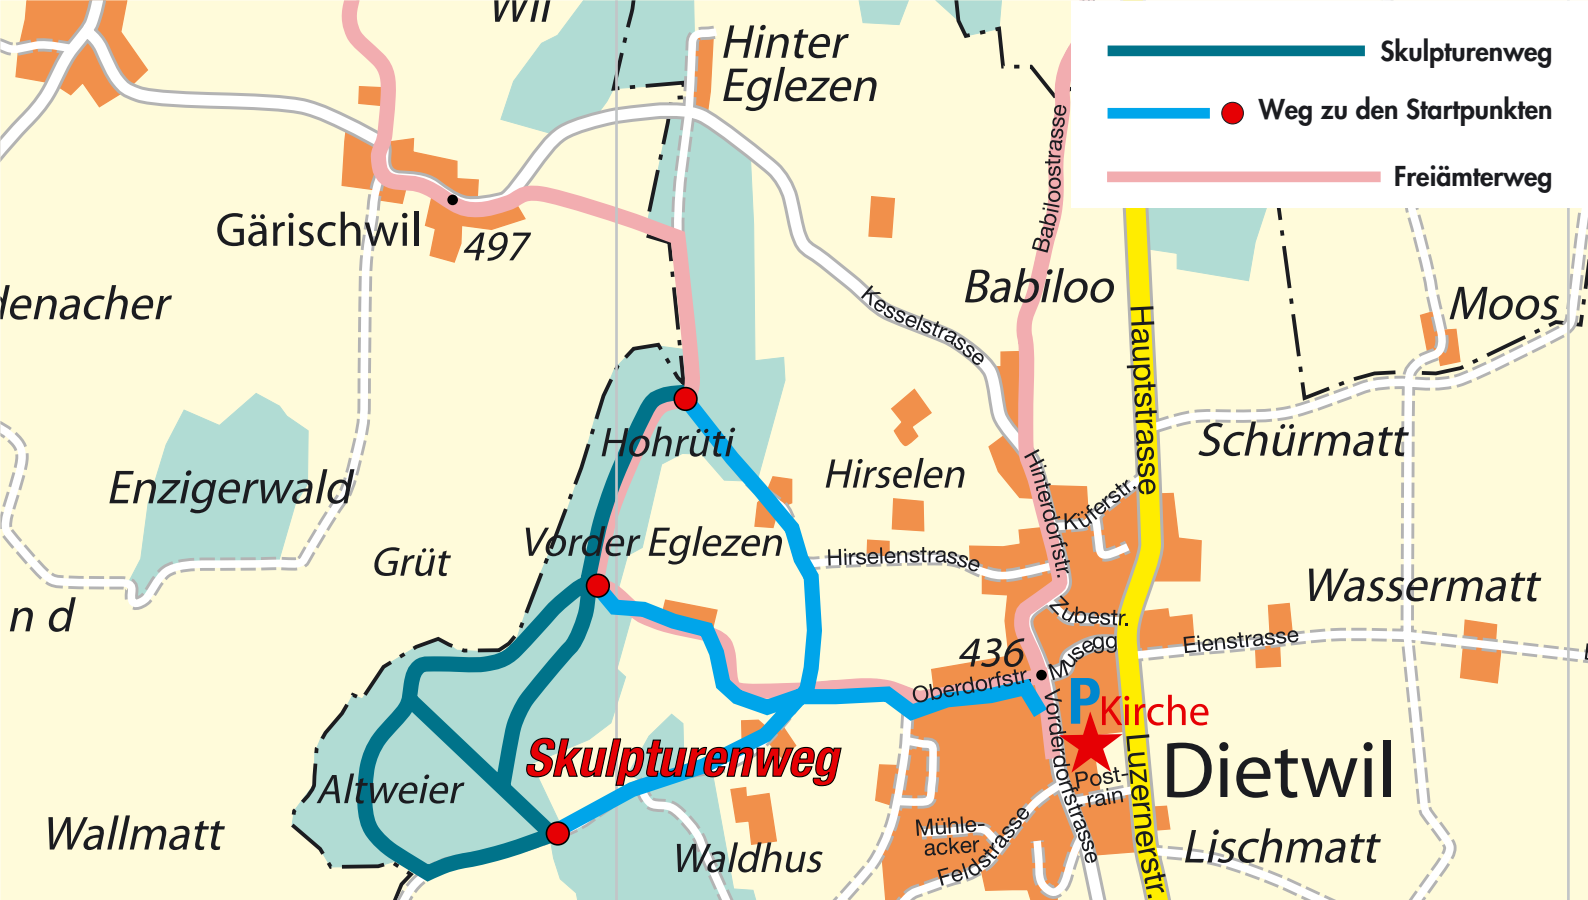 Wil
Hinter
Eglezen
Skulpturenweg
Weg zu den Startpunkten
Freiämterweg
Babiloostrasse
Gärischwil
497
denacher
Babiloo
Moos
Kesselstrasse
Hauptstrasse
Hohrüti
Schürmatt
Enzigerwald
Hirselen
Hinterdorfstr.
Küferstr.
Vorder Eglezen
Grüt
Hirselenstrasse
Wassermatt
n d
Zubestr.
Eienstrasse
436
Musegg
Oberdorfstr.
P
Kirche
Vorderdorfstrasse
Skulpturenweg
Dietwil
Luzernerstr.
Altweier
Post-
rain
Wallmatt
Mühle-
acker
Feldstrasse
Waldhus
Lischmatt